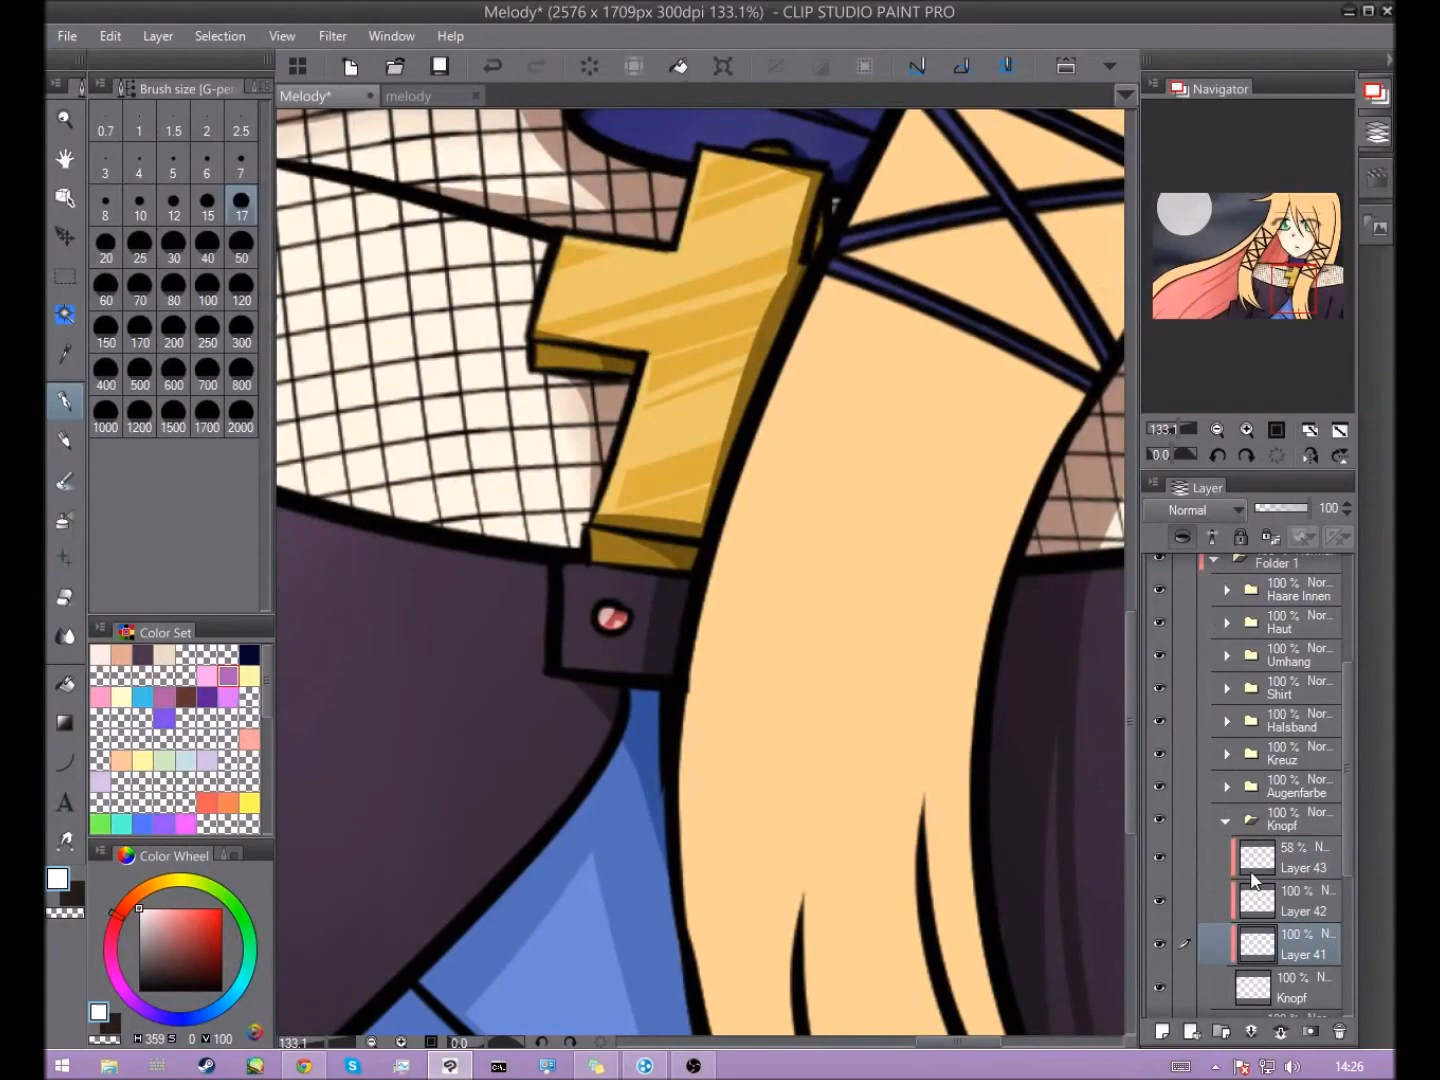 Melody* (2576 x 1709px 300dpi 133.1%) - CLIP STUDIO PAINT PRO
File Edit Layer Selection View Filter Window Help
Brush size [G-pen
Melody* melody
Navigator
0.7 1 1.5 2 2.5
3 4 5 6 7
8 10 12 15 17
20 25 30 40 50
60 70 80 100 120
150 170 200 250 300
400 500 600 700 800
1000 1200 1500 1700 2000
133.1
0.0
Layer
Normal 100
Folder 1
100 % Nor...
Haare Innen
100 % Nor...
Haut
100 % Nor...
Umhang
100 % Nor...
Shirt
100 % Nor...
Halsband
100 % Nor...
Kreuz
100 % Nor...
Augenfarbe
100 % Nor...
Knopf
58 % N...
Layer 43
100 % N...
Layer 42
100 % N...
Layer 41
100 % N...
Knopf
Color Set
Color Wheel
H 359 S 0 V 100
133.1 0.0
14:26